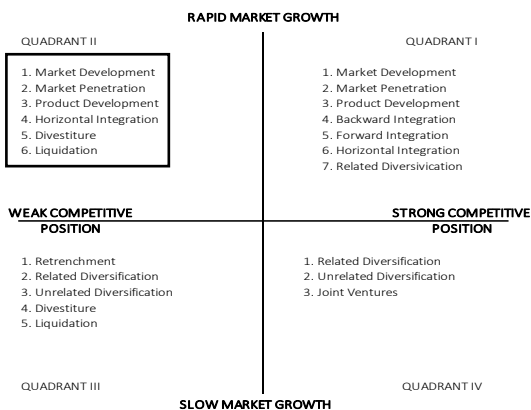 RAPID MARKET GROWTH
QUADRANT II
1. Market Development
2. Market Penetration
3. Product Development
4. Horizontal Integration
5. Divestiture
6. Liquidation
QUADRANT I
1. Market Development
2. Market Penetration
3. Product Development
4. Backward Integration
5. Forward Integration
6. Horizontal Integration
7. Related Diversivication
WEAK COMPETITIVE
POSITION
STRONG COMPETITIVE
POSITION
1. Retrenchment
2. Related Diversification
3. Unrelated Diversification
4. Divestiture
5. Liquidation
QUADRANT III
1. Related Diversification
2. Unrelated Diversification
3. Joint Ventures
QUADRANT IV
SLOW MARKET GROWTH